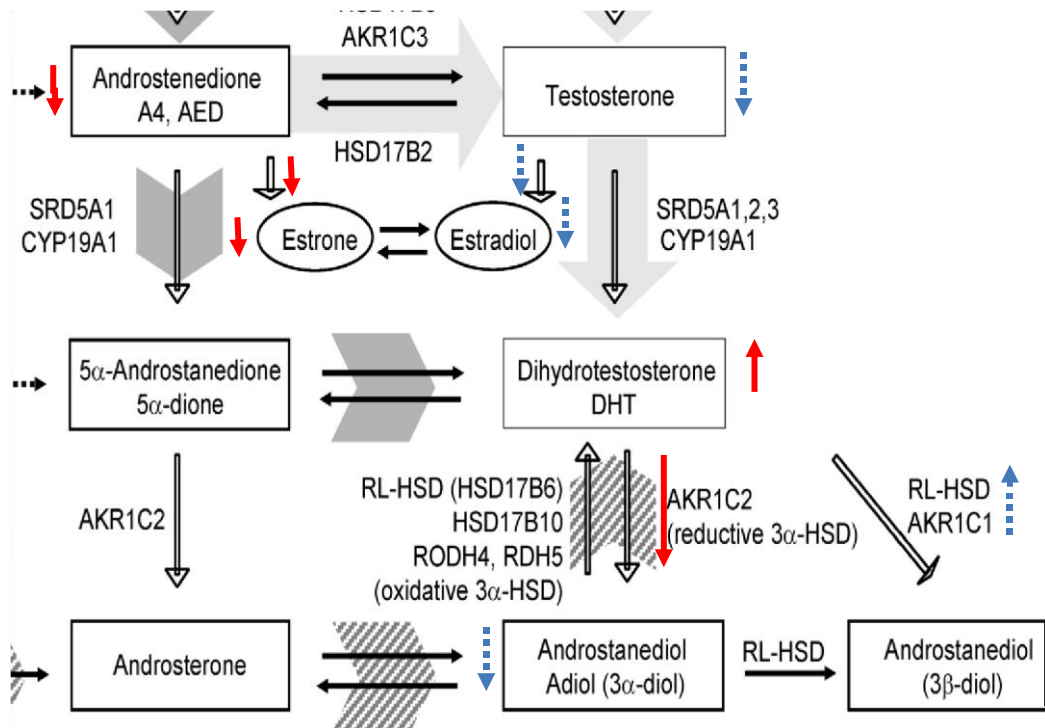 AKR1C3
Androstenedione
A4, AED
Testosterone
HSD17B2
SRD5A1
CYP19A1
Estrone
Estradiol
SRD5A1,2,3
CYP19A1
5α-Androstanedione
5α-dione
Dihydrotestosterone
DHT
AKR1C2
RL-HSD (HSD17B6)
HSD17B10
RODH4, RDH5
(oxidative 3α-HSD)
AKR1C2
(reductive 3α-HSD)
RL-HSD
AKR1C1
Androsterone
Androstanediol
Adiol (3α-diol)
RL-HSD
Androstanediol
(3β-diol)